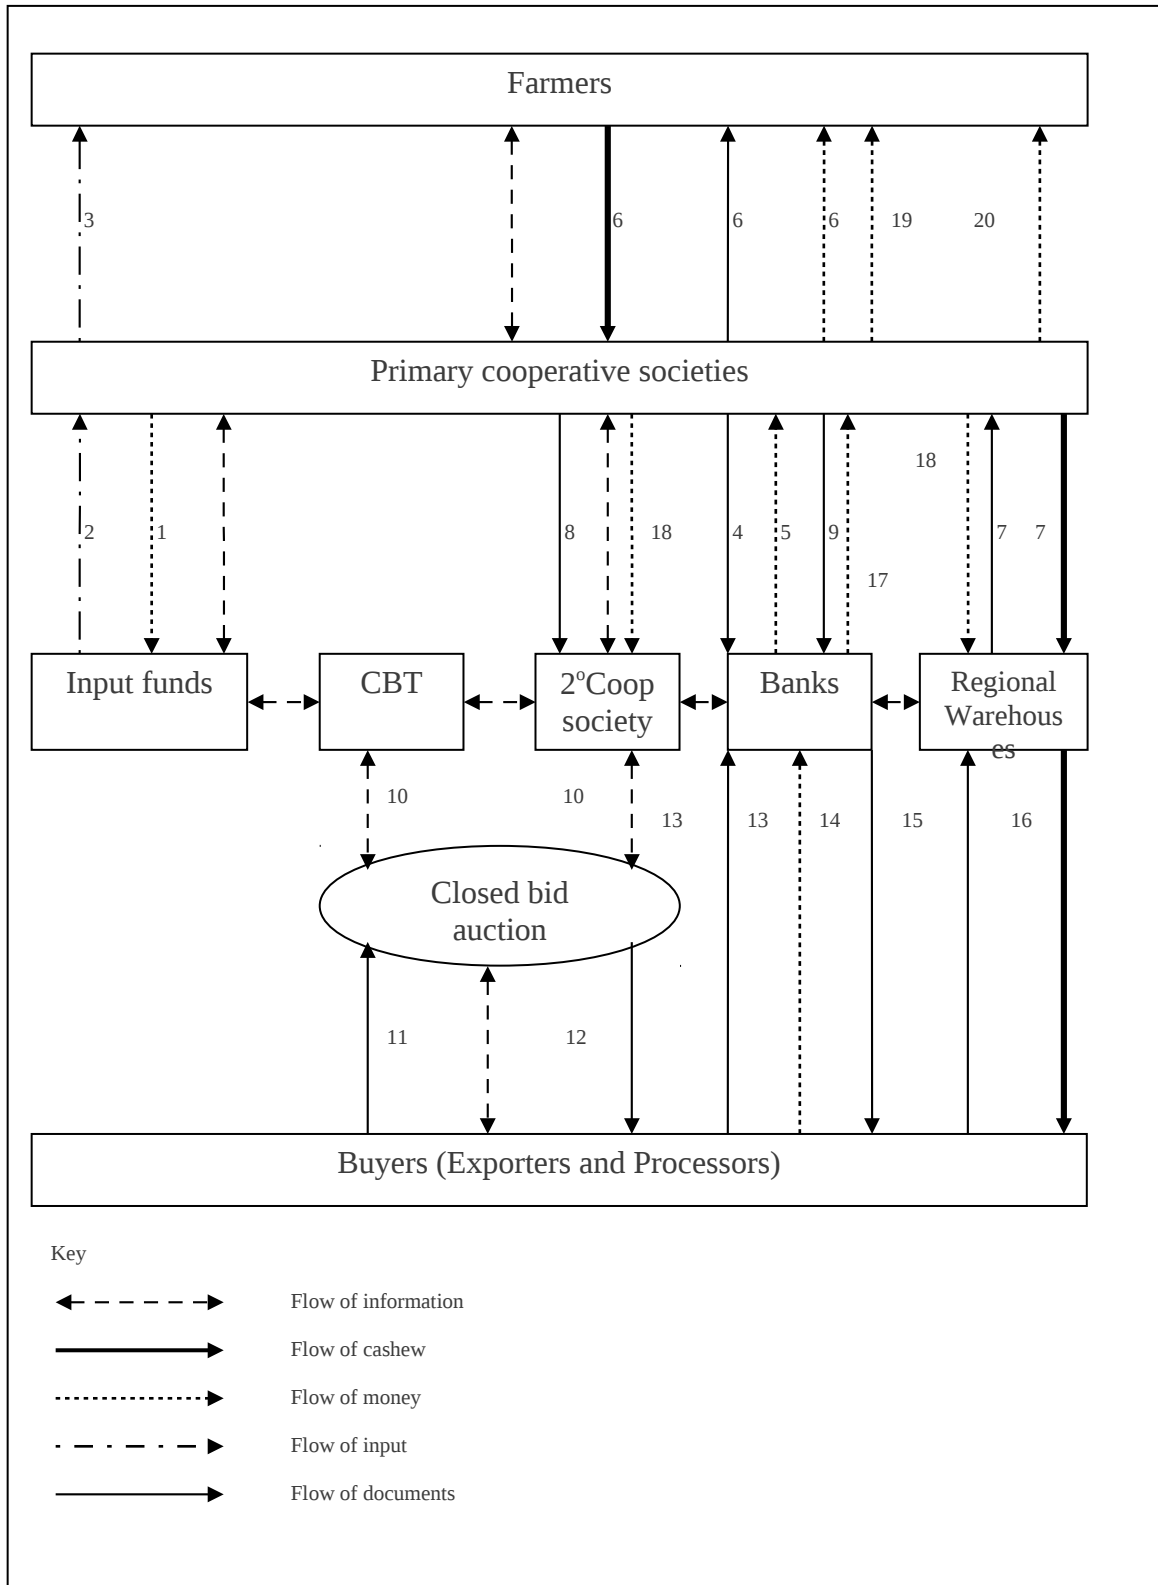 Farmers
3
6
6
6
19
20
Primary cooperative societies
18
2
1
8
18
4
5
9
7
7
17
Input funds
CBT
2ºCoop
society
Banks
Regional
Warehous
es
10
10
13
13
14
15
16
Closed bid
auction
11
12
Buyers (Exporters and Processors)
Key
Flow of information
Flow of cashew
Flow of money
Flow of input
Flow of documents